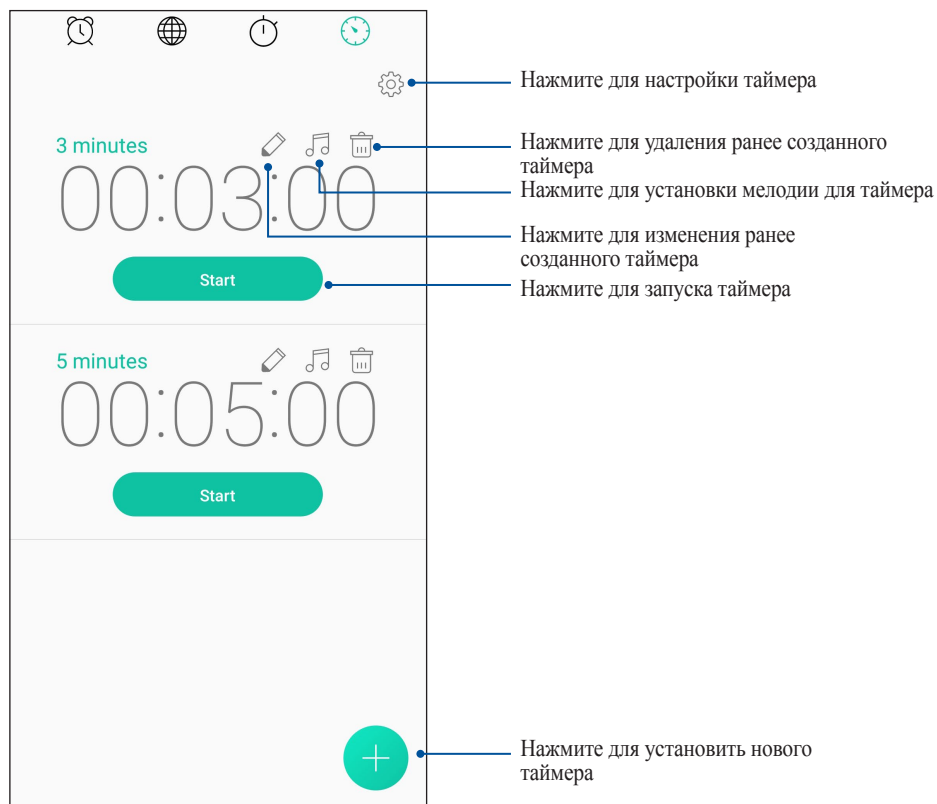 Нажмите для настройки таймера
3 minutes
Нажмите для удаления ранее созданного
таймера
00:03:00
Нажмите для установки мелодии для таймера
Нажмите для изменения ранее
созданного таймера
Start
Нажмите для запуска таймера
5 minutes
00:05:00
Start
Нажмите для установить нового
таймера